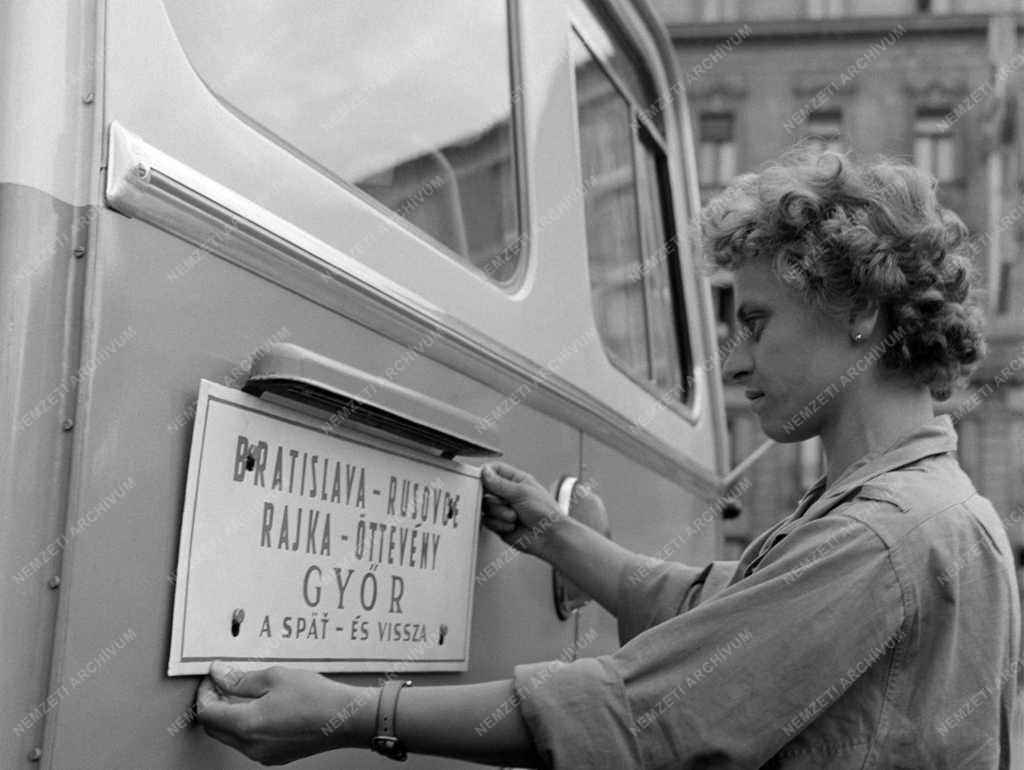 BRATISLAVA - RUSOVCE
RAJKA - ÖTTEVÉNY
GYŐR
A SPÄŤ - ÉS VISSZA
NEMZETI ARCHÍVUM